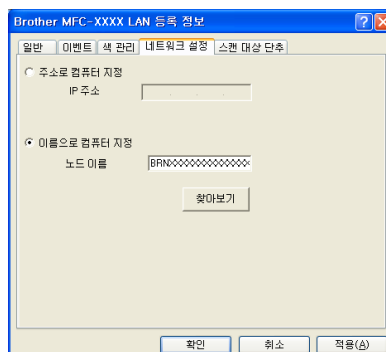 Brother MFC-XXXX LAN 등록 정보
일반 이벤트 색 관리 네트워크 설정 스캔 대상 단추
주소로 컴퓨터 지정
IP 주소
이름으로 컴퓨터 지정
노드 이름 BRNXXXXXXXXXXXX
찾아보기
확인 취소 적용(A)